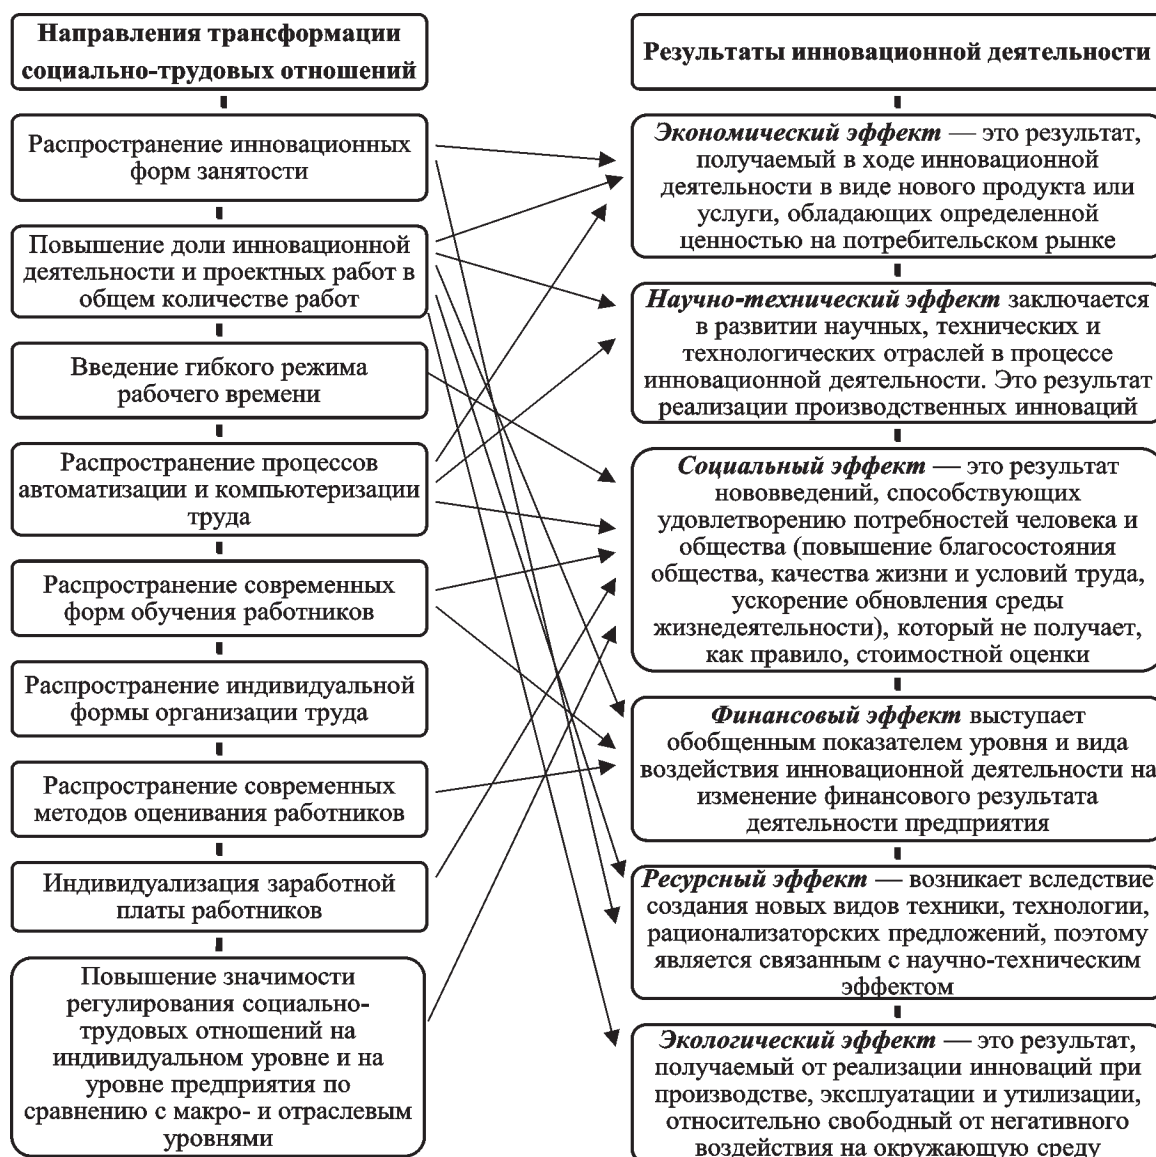 Направления трансформации
социально-трудовых отношений
Распространение инновационных
форм занятости
Повышение доли инновационной
деятельности и проектных работ в
общем количестве работ
Введение гибкого режима
рабочего времени
Распространение процессов
автоматизации и компьютеризации
труда
Распространение современных
форм обучения работников
Распространение индивидуальной
формы организации труда
Распространение современных
методов оценивания работников
Индивидуализация заработной
платы работников
Повышение значимости
регулирования социально-
трудовых отношений на
индивидуальном уровне и на
уровне предприятия по
сравнению с макро- и отраслевым
уровнями
Результаты инновационной деятельности
Экономический эффект — это результат,
получаемый в ходе инновационной
деятельности в виде нового продукта или
услуги, обладающих определенной
ценностью на потребительском рынке
Научно-технический эффект заключается
в развитии научных, технических и
технологических отраслей в процессе
инновационной деятельности. Это результат
реализации производственных инноваций
Социальный эффект — это результат
нововведений, способствующих
удовлетворению потребностей человека и
общества (повышение благосостояния
общества, качества жизни и условий труда,
ускорение обновления среды
жизнедеятельности), который не получает,
как правило, стоимостной оценки
Финансовый эффект выступает
обобщенным показателем уровня и вида
воздействия инновационной деятельности на
изменение финансового результата
деятельности предприятия
Ресурсный эффект — возникает вследствие
создания новых видов техники, технологии,
рационализаторских предложений, поэтому
является связанным с научно-техническим
эффектом
Экологический эффект — это результат,
получаемый от реализации инноваций при
производстве, эксплуатации и утилизации,
относительно свободный от негативного
воздействия на окружающую среду